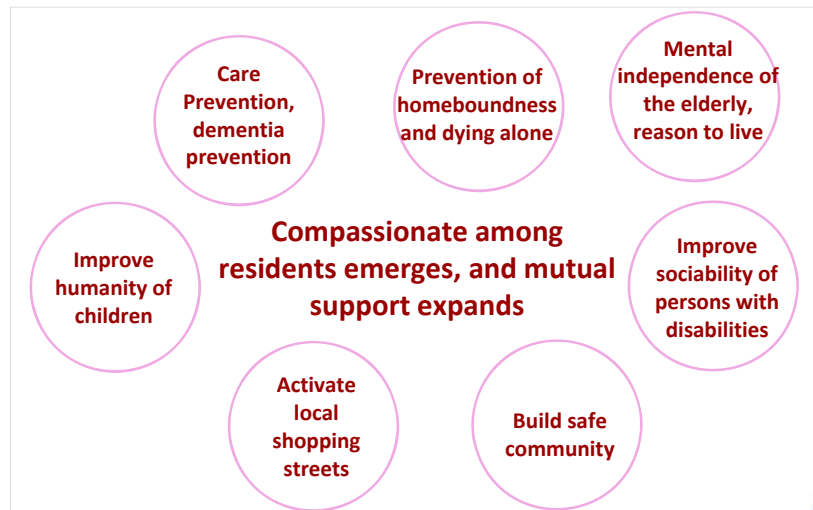 Care
Prevention,
dementia
prevention
Prevention of
homeboundness
and dying alone
Mental
independence of
the elderly,
reason to live
Improve
humanity of
children
Compassionate among
residents emerges, and mutual
support expands
Improve
sociability of
persons with
disabilities
Activate
local
shopping
streets
Build safe
community